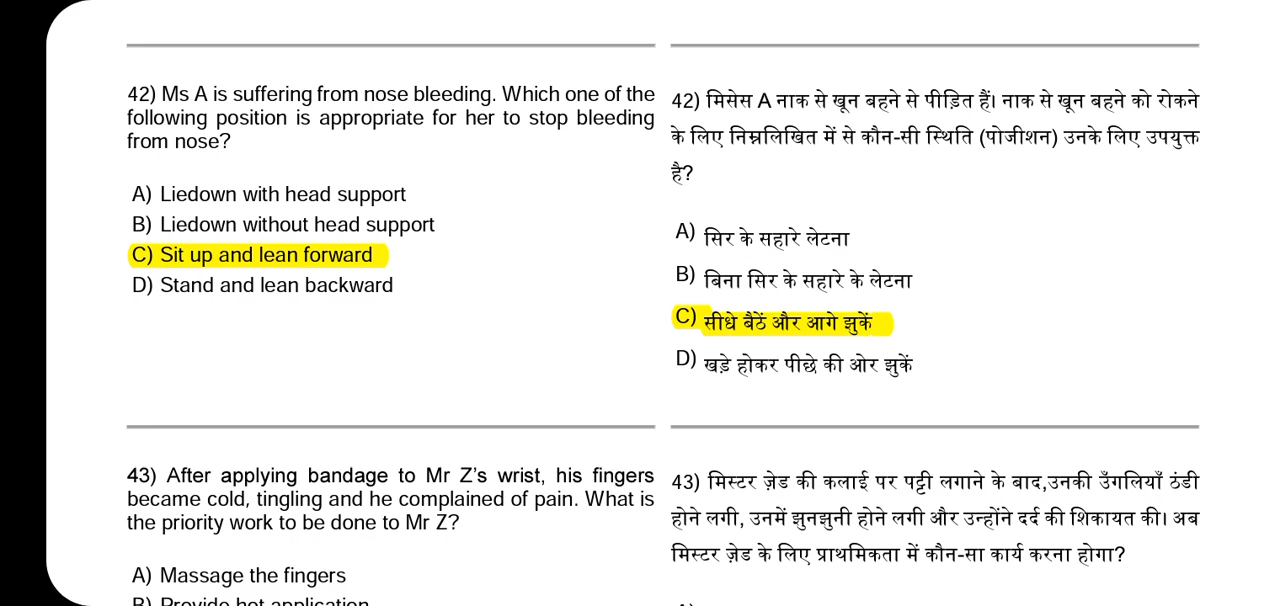 42) Ms A is suffering from nose bleeding. Which one of the
following position is appropriate for her to stop bleeding
from nose?
A) Liedown with head support
B) Liedown without head support
C) Sit up and lean forward
D) Stand and lean backward
42) मिसेस A नाक से खून बहने से पीड़ित हैं। नाक से खून बहने को रोकने
के लिए निम्नलिखित में से कौन-सी स्थिति (पोजीशन) उनके लिए उपयुक्त
है?
A) सिर के सहारे लेटना
B) बिना सिर के सहारे के लेटना
C) सीधे बैठें और आगे झुकें
D) खड़े होकर पीछे की ओर झुकें
43) After applying bandage to Mr Z’s wrist, his fingers
became cold, tingling and he complained of pain. What is
the priority work to be done to Mr Z?
A) Massage the fingers
B) Provide hot application
43) मिस्टर ज़ेड की कलाई पर पट्टी लगाने के बाद,उनकी उँगलियाँ ठंडी
होने लगी, उनमें झुनझुनी होने लगी और उन्होंने दर्द की शिकायत की। अब
मिस्टर ज़ेड के लिए प्राथमिकता में कौन-सा कार्य करना होगा?